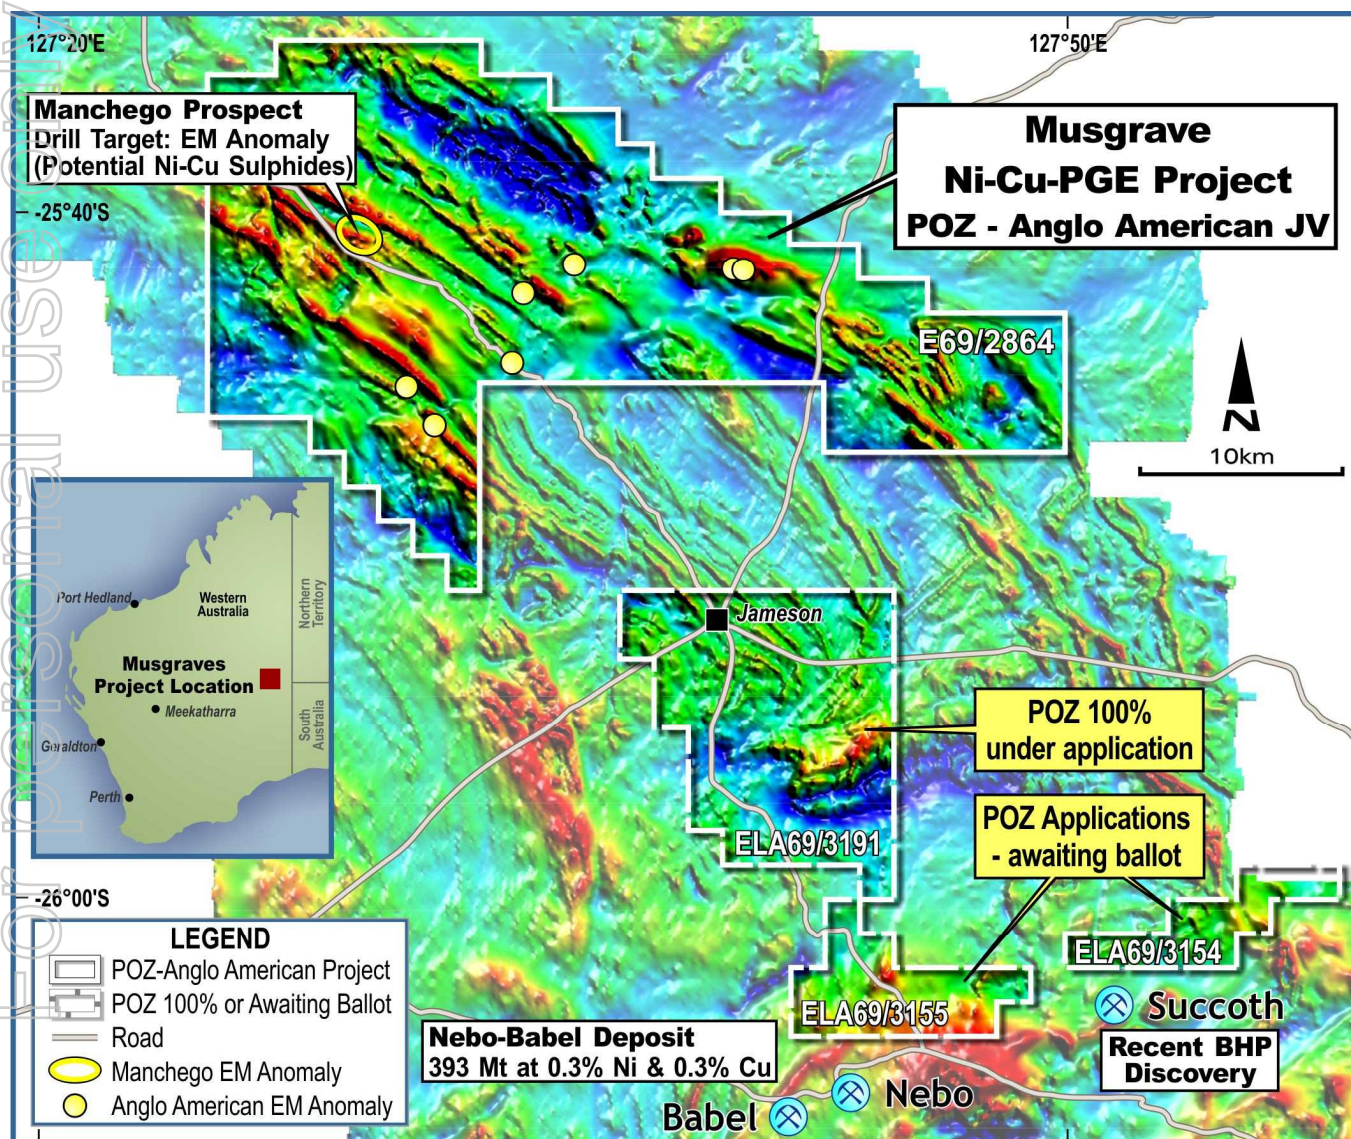 127°20'E
127°50'E
Manchego Prospect
Drill Target: EM Anomaly
(Potential Ni-Cu Sulphides)
Musgrave
Ni-Cu-PGE Project
POZ - Anglo American JV
-25°40'S
E69/2864
N
10km
Port Hedland
Western
Australia
Northern
Territory
Musgraves
Project Location
Meekatharra
South
Australia
Geraldton
Perth
Jameson
POZ 100%
under application
POZ Applications
- awaiting ballot
ELA69/3191
-26°00'S
ELA69/3154
ELA69/3155
Succoth
Recent BHP
Discovery
Nebo-Babel Deposit
393 Mt at 0.3% Ni & 0.3% Cu
Nebo
Babel
LEGEND
POZ-Anglo American Project
POZ 100% or Awaiting Ballot
Road
Manchego EM Anomaly
Anglo American EM Anomaly
For personal use only